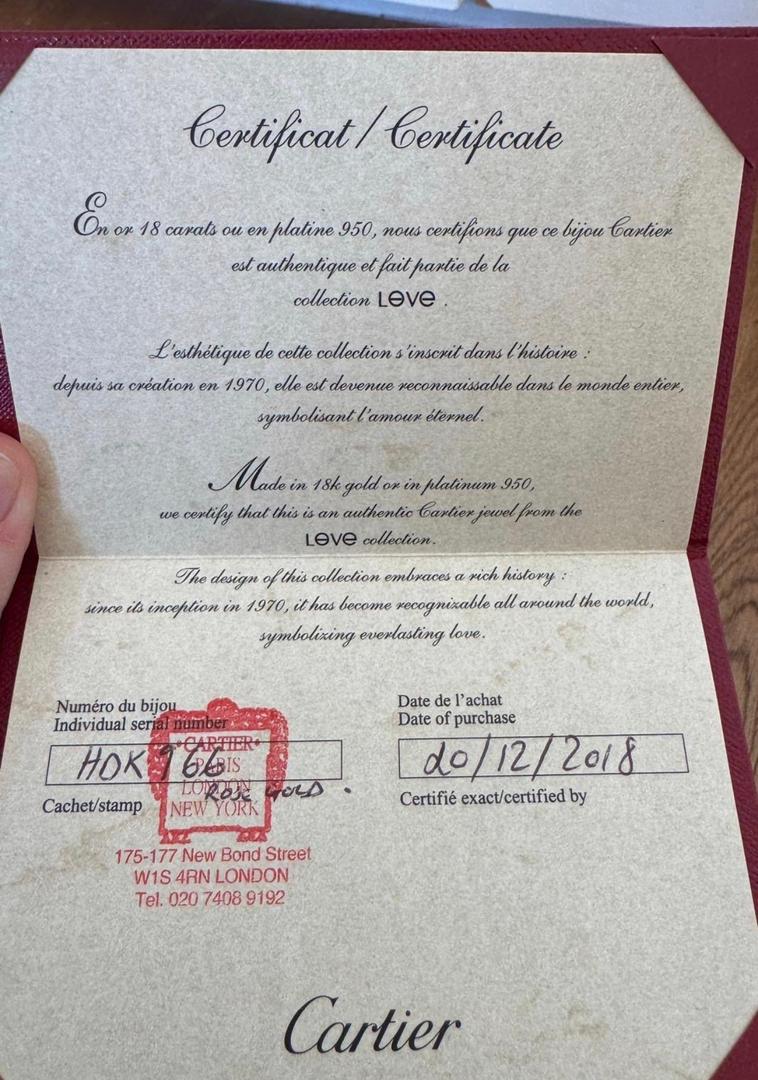 Certificat / Certificate
En or 18 carats ou en platine 950, nous certifions que ce bijou Cartier
est authentique et fait partie de la
collection LOVE .
L'esthétique de cette collection s'inscrit dans l'histoire :
depuis sa création en 1970, elle est devenue reconnaissable dans le monde entier,
symbolisant l'amour éternel.
Made in 18k gold or in platinum 950,
we certify that this is an authentic Cartier jewel from the
LOVE collection.
The design of this collection embraces a rich history :
since its inception in 1970, it has become recognizable all around the world,
symbolizing everlasting love.
Numéro du bijou
Individual serial number
HDK 966
ROSE GOLD .
Date de l'achat
Date of purchase
20/12/2018
Cachet/stamp
Certifié exact/certified by
•CARTIER•
PARIS
LONDON
NEW YORK
175-177 New Bond Street
W1S 4RN LONDON
Tel. 020 7408 9192
Cartier